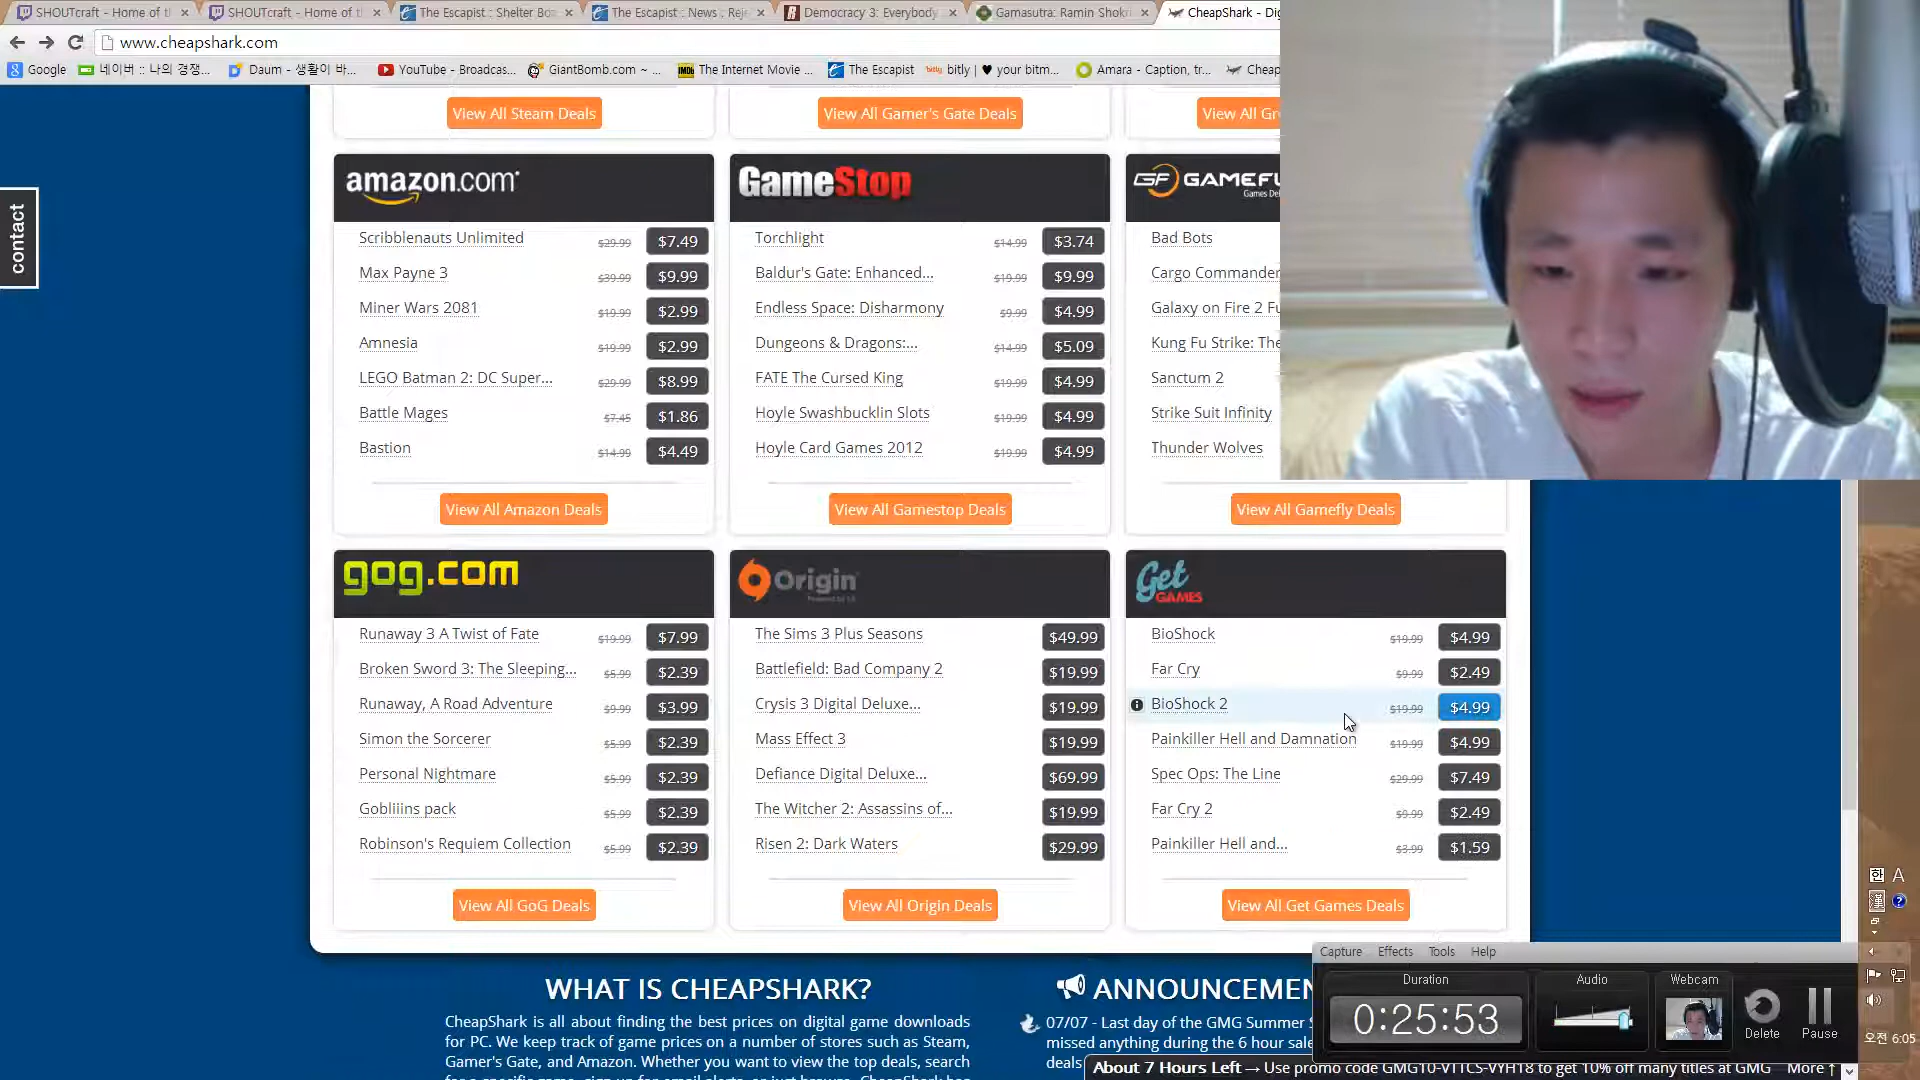 SHOUTcraft - Home of t
SHOUTcraft - Home of t
The Escapist : Shelter Bo
The Escapist : News , Rej
Democracy 3: Everybody
Gamasutra: Ramin Shok
CheapShark - Dig
www.cheapshark.com
Google
네이버 :: 나의 경쟁...
Daum - 생활이 바...
YouTube - Broadcas...
GiantBomb.com ~ ...
The Internet Movie ...
The Escapist
bitly | ♥ your bitm...
Amara - Caption, tr...
Cheap
contact
View All Steam Deals
View All Gamer's Gate Deals
View All Gr
amazon.com
Scribblenauts Unlimited $29.99 $7.49
Max Payne 3 $39.99 $9.99
Miner Wars 2081 $19.99 $2.99
Amnesia $19.99 $2.99
LEGO Batman 2: DC Super... $29.99 $8.99
Battle Mages $7.45 $1.86
Bastion $14.99 $4.49
View All Amazon Deals
GameStop
Torchlight $14.99 $3.74
Baldur's Gate: Enhanced... $19.99 $9.99
Endless Space: Disharmony $9.99 $4.99
Dungeons & Dragons:... $14.99 $5.09
FATE The Cursed King $19.99 $4.99
Hoyle Swashbucklin Slots $19.99 $4.99
Hoyle Card Games 2012 $19.99 $4.99
View All Gamestop Deals
GF GAMEFL
Games De
Bad Bots
Cargo Commander
Galaxy on Fire 2 Fu
Kung Fu Strike: The
Sanctum 2
Strike Suit Infinity
Thunder Wolves
View All Gamefly Deals
gog.com
Runaway 3 A Twist of Fate $19.99 $7.99
Broken Sword 3: The Sleeping... $5.99 $2.39
Runaway, A Road Adventure $9.99 $3.99
Simon the Sorcerer $5.99 $2.39
Personal Nightmare $5.99 $2.39
Gobliiins pack $5.99 $2.39
Robinson's Requiem Collection $5.99 $2.39
View All GoG Deals
Origin
The Sims 3 Plus Seasons $49.99
Battlefield: Bad Company 2 $19.99
Crysis 3 Digital Deluxe... $19.99
Mass Effect 3 $19.99
Defiance Digital Deluxe... $69.99
The Witcher 2: Assassins of... $19.99
Risen 2: Dark Waters $29.99
View All Origin Deals
Get
GAMES
BioShock $19.99 $4.99
Far Cry $9.99 $2.49
BioShock 2 $19.99 $4.99
Painkiller Hell and Damnation $19.99 $4.99
Spec Ops: The Line $29.99 $7.49
Far Cry 2 $9.99 $2.49
Painkiller Hell and... $3.99 $1.59
View All Get Games Deals
WHAT IS CHEAPSHARK?
CheapShark is all about finding the best prices on digital game downloads
for PC. We keep track of game prices on a number of stores such as Steam,
Gamer's Gate, and Amazon. Whether you want to view the top deals, search
ANNOUNCEMEN
07/07 - Last day of the GMG Summer S
missed anything during the 6 hour sale
deals
About 7 Hours Left → Use promo code GMG10-VTTCS-VYH18 to get 10% off many titles at GMG More ↑
Capture Effects Tools Help
Duration
0:25:53
Audio
Webcam
Delete
Pause
한 A
漢 ?
오전 6:05